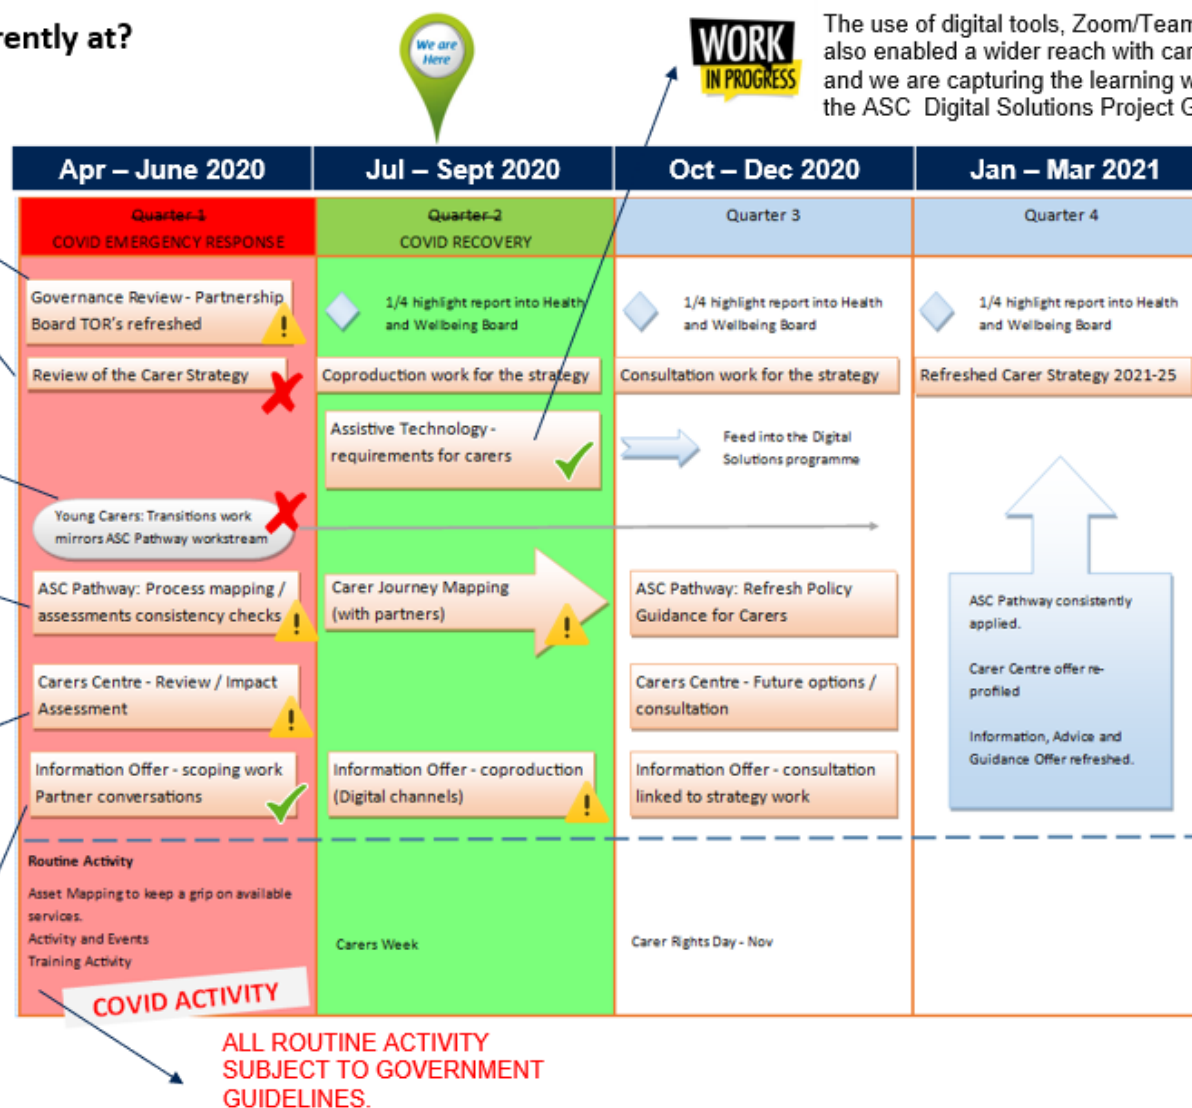 rently at?
We are
Here
WORK
IN PROGRESS
The use of digital tools, Zoom/Team
also enabled a wider reach with car
and we are capturing the learning w
the ASC Digital Solutions Project G
Apr – June 2020
Jul – Sept 2020
Oct – Dec 2020
Jan – Mar 2021
Quarter 1
COVID EMERGENCY RESPONSE
Quarter 2
COVID RECOVERY
Quarter 3
Quarter 4
Governance Review - Partnership
Board TOR's refreshed
1/4 highlight report into Health
and Wellbeing Board
1/4 highlight report into Health
and Wellbeing Board
1/4 highlight report into Health
and Wellbeing Board
Review of the Carer Strategy
Coproduction work for the strategy
Consultation work for the strategy
Refreshed Carer Strategy 2021-25
Assistive Technology -
requirements for carers
Feed into the Digital
Solutions programme
Young Carers: Transitions work
mirrors ASC Pathway workstream
ASC Pathway: Process mapping /
assessments consistency checks
Carer Journey Mapping
(with partners)
ASC Pathway: Refresh Policy
Guidance for Carers
ASC Pathway consistently
applied.
Carer Centre offer re-
profiled
Information, Advice and
Guidance Offer refreshed.
Carers Centre - Review / Impact
Assessment
Carers Centre - Future options /
consultation
Information Offer - scoping work
Partner conversations
Information Offer - coproduction
(Digital channels)
Information Offer - consultation
linked to strategy work
Routine Activity
Asset Mapping to keep a grip on available
services.
Activity and Events
Training Activity
Carers Week
Carer Rights Day - Nov
COVID ACTIVITY
ALL ROUTINE ACTIVITY
SUBJECT TO GOVERNMENT
GUIDELINES.